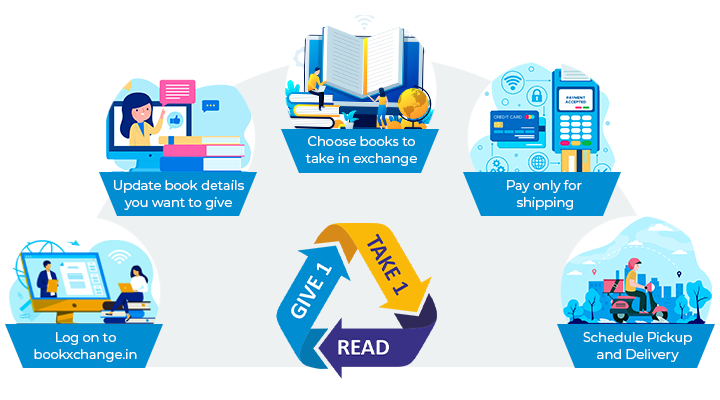 Log on to
bookxchange.in
Update book details
you want to give
Choose books to
take in exchange
PAYMENT
ACCEPTED
CREDIT CARD
Pay only for
shipping
Schedule Pickup
and Delivery
GIVE 1
TAKE 1
READ